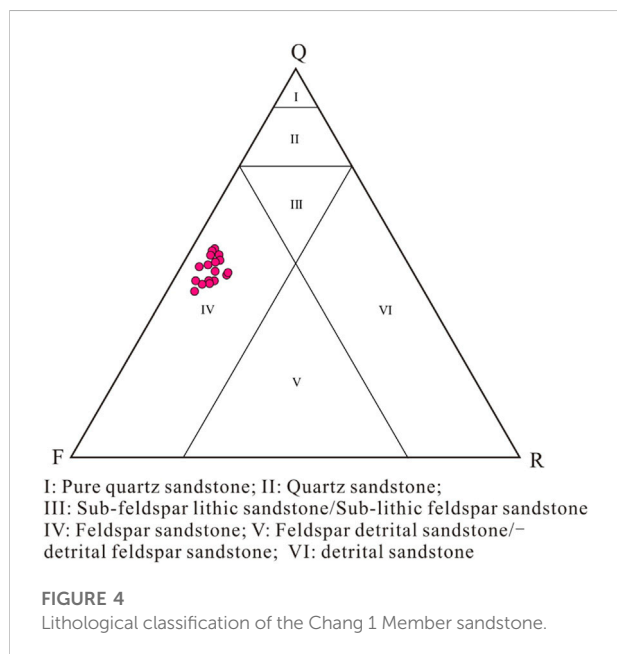 Q
I
II
III
IV
VI
V
F
R
I: Pure quartz sandstone; II: Quartz sandstone;
III: Sub-feldspar lithic sandstone/Sub-lithic feldspar sandstone
IV: Feldspar sandstone; V: Feldspar detrital sandstone/−
detrital feldspar sandstone; VI: detrital sandstone
FIGURE 4
Lithological classification of the Chang 1 Member sandstone.